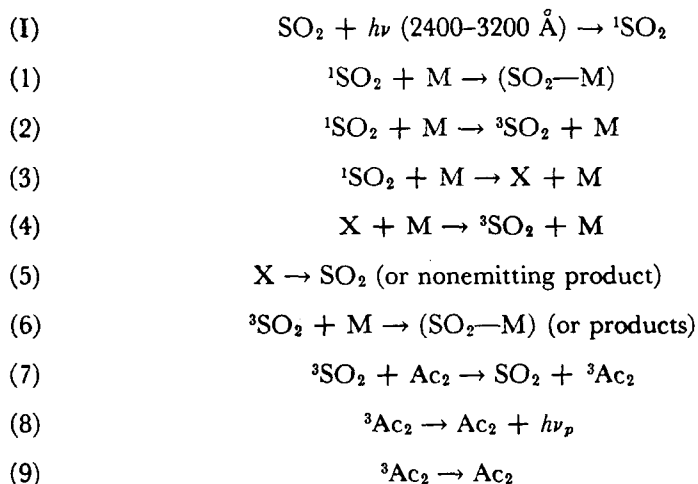 (I) SO₂ + hν (2400–3200 Å) → ¹SO₂
(1) ¹SO₂ + M → (SO₂—M)
(2) ¹SO₂ + M → ³SO₂ + M
(3) ¹SO₂ + M → X + M
(4) X + M → ³SO₂ + M
(5) X → SO₂ (or nonemitting product)
(6) ³SO₂ + M → (SO₂—M) (or products)
(7) ³SO₂ + Ac₂ → SO₂ + ³Ac₂
(8) ³Ac₂ → Ac₂ + hνₚ
(9) ³Ac₂ → Ac₂